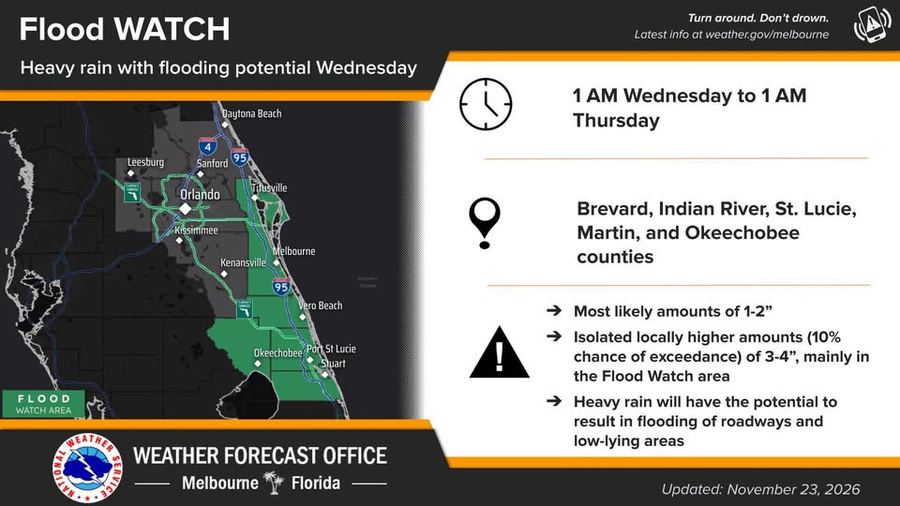 Flood WATCH
Heavy rain with flooding potential Wednesday
Turn around. Don’t drown.
Latest info at weather.gov/melbourne
Daytona Beach
4
95
Leesburg
Sanford
Orlando
Titusville
Kissimmee
Melbourne
Kenansville
95
Vero Beach
Port St Lucie
Okeechobee
Stuart
FLOOD
WATCH AREA
1 AM Wednesday to 1 AM
Thursday
Brevard, Indian River, St. Lucie,
Martin, and Okeechobee
counties
➔ Most likely amounts of 1-2”
➔ Isolated locally higher amounts (10%
chance of exceedance) of 3-4”, mainly in
the Flood Watch area
➔ Heavy rain will have the potential to
result in flooding of roadways and
low-lying areas
NATIONAL WEATHER SERVICE
WEATHER FORECAST OFFICE
Melbourne Florida
Updated: November 23, 2026